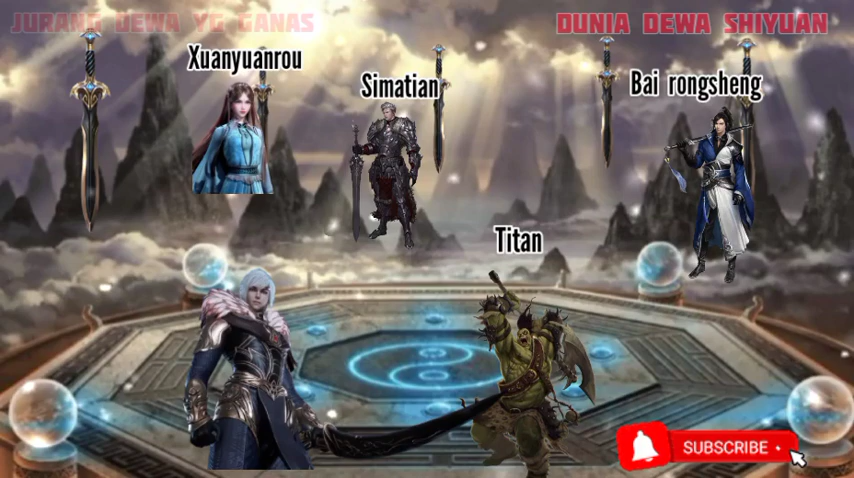 JURANG DEWA YG GANAS
DUNIA DEWA SHIYUAN
Xuanyuanrou
Simatian
Bai rongsheng
Titan
SUBSCRIBE